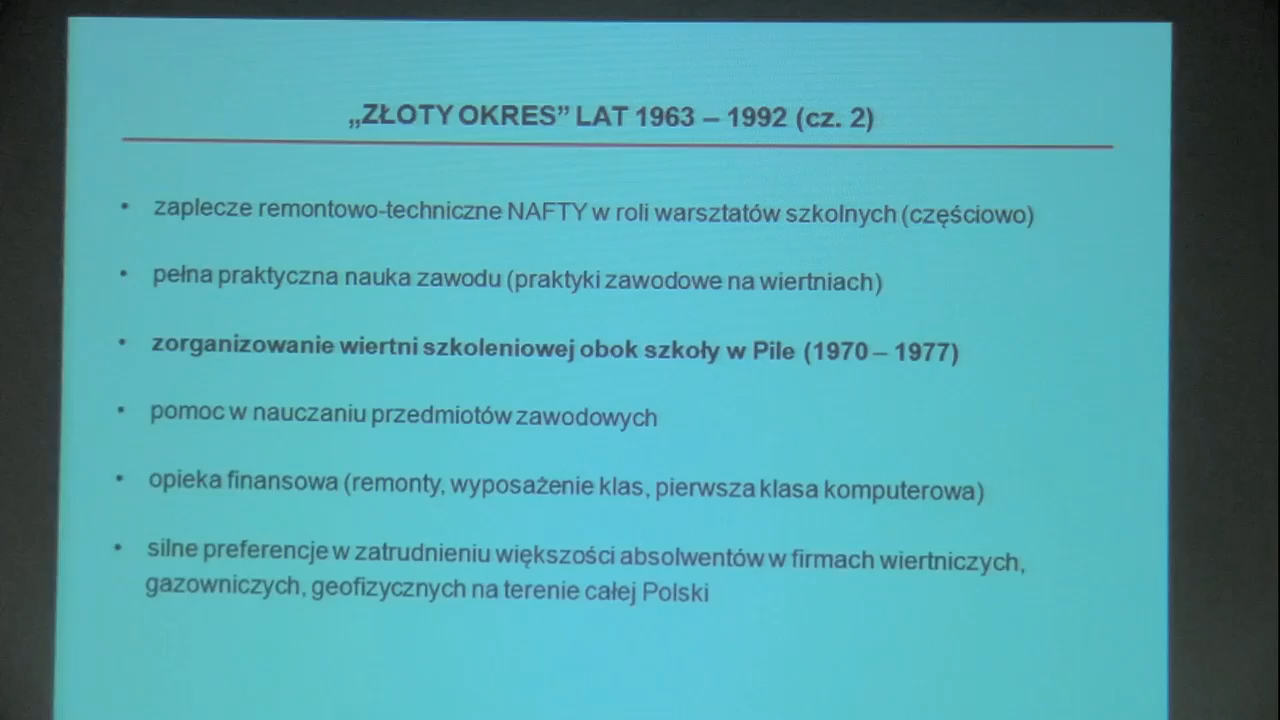 „ZŁOTY OKRES” LAT 1963 – 1992 (cz. 2)
• zaplecze remontowo-techniczne NAFTY w roli warsztatów szkolnych (częściowo)
• pełna praktyczna nauka zawodu (praktyki zawodowe na wiertniach)
• zorganizowanie wiertni szkoleniowej obok szkoły w Pile (1970 – 1977)
• pomoc w nauczaniu przedmiotów zawodowych
• opieka finansowa (remonty, wyposażenie klas, pierwsza klasa komputerowa)
• silne preferencje w zatrudnieniu większości absolwentów w firmach wiertniczych,
gazowniczych, geofizycznych na terenie całej Polski